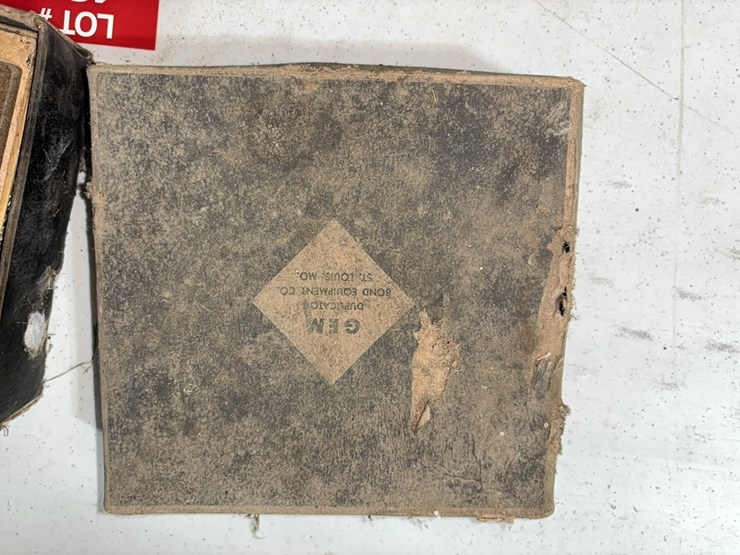 LOT #
GEM
DUPLICATOR
BOND EQUIPMENT CO.
ST. LOUIS, MO.